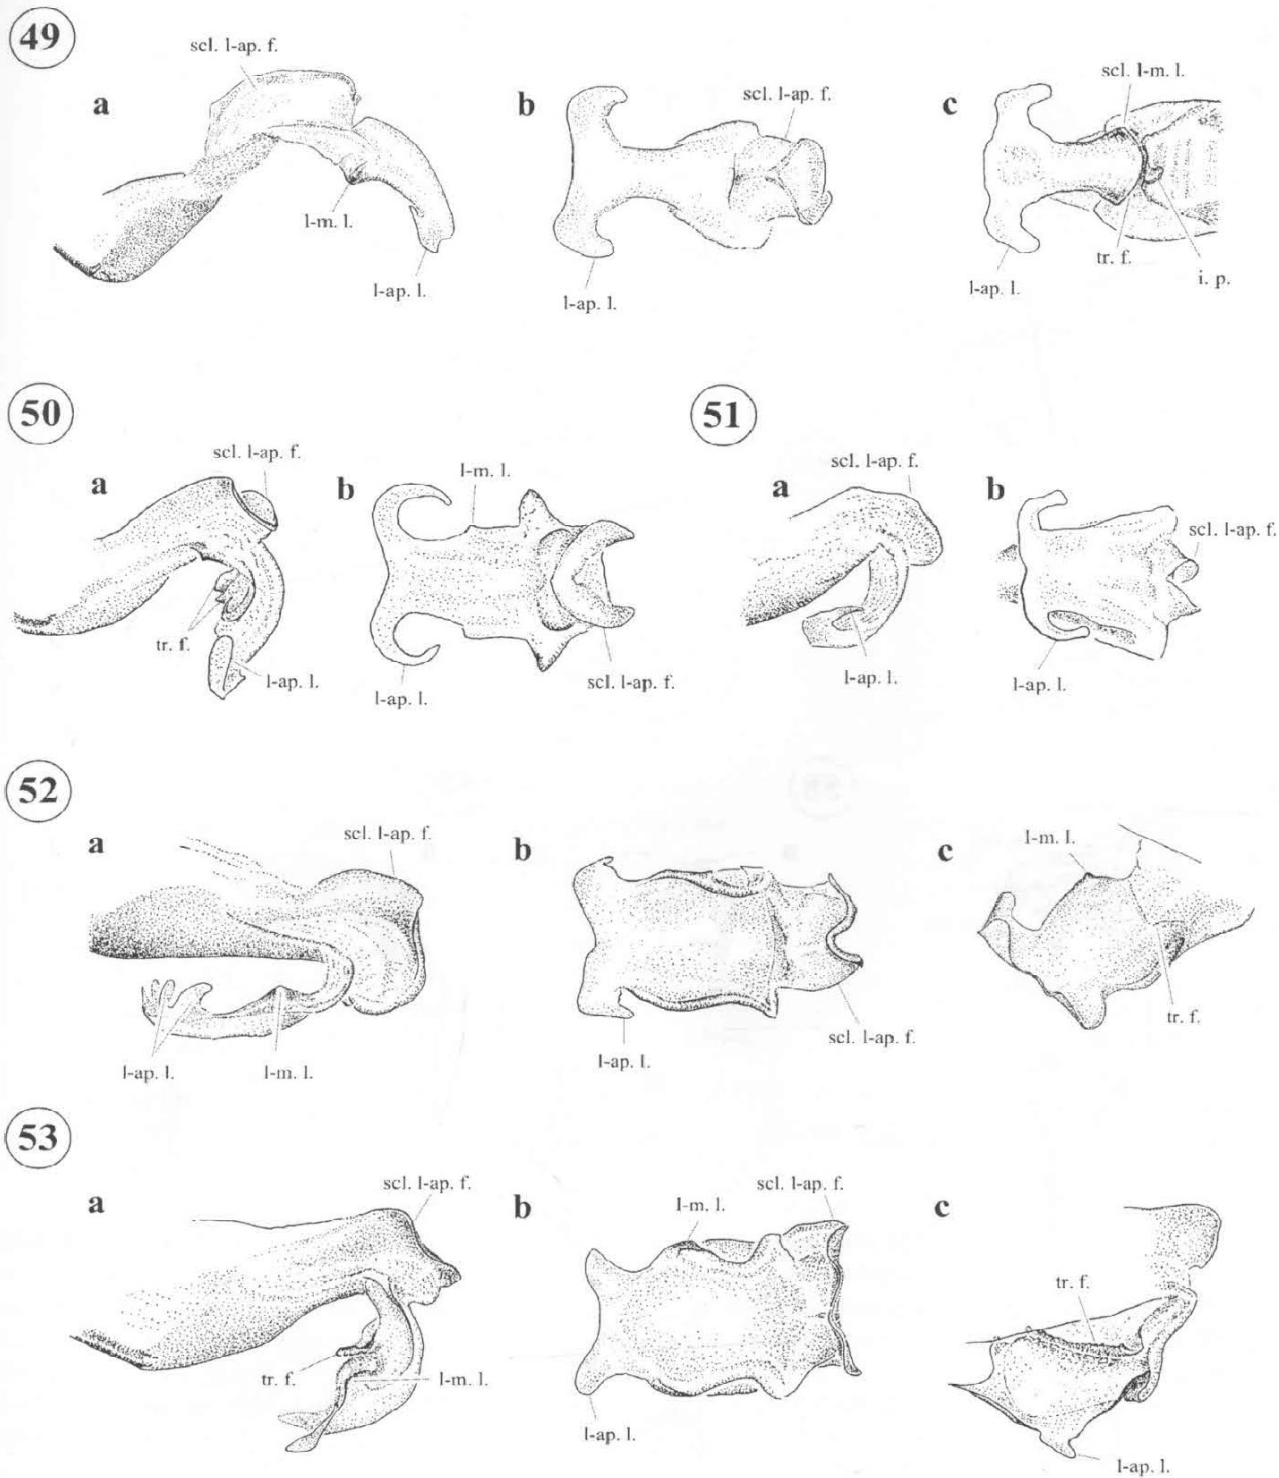 49
scl. l-ap. f.
a
l-m. l.
l-ap. l.
b
scl. l-ap. f.
l-ap. l.
c
scl. l-m. l.
l-ap. l.
tr. f.
i. p.
50
a
scl. l-ap. f.
tr. f.
l-ap. l.
b
l-m. l.
l-ap. l.
scl. l-ap. f.
51
a
scl. l-ap. f.
l-ap. l.
b
scl. l-ap. f.
l-ap. l.
52
a
scl. l-ap. f.
l-ap. l.
l-m. l.
b
l-ap. l.
scl. l-ap. f.
c
l-m. l.
tr. f.
53
a
scl. l-ap. f.
tr. f.
l-m. l.
b
l-m. l.
scl. l-ap. f.
l-ap. l.
c
tr. f.
l-ap. l.